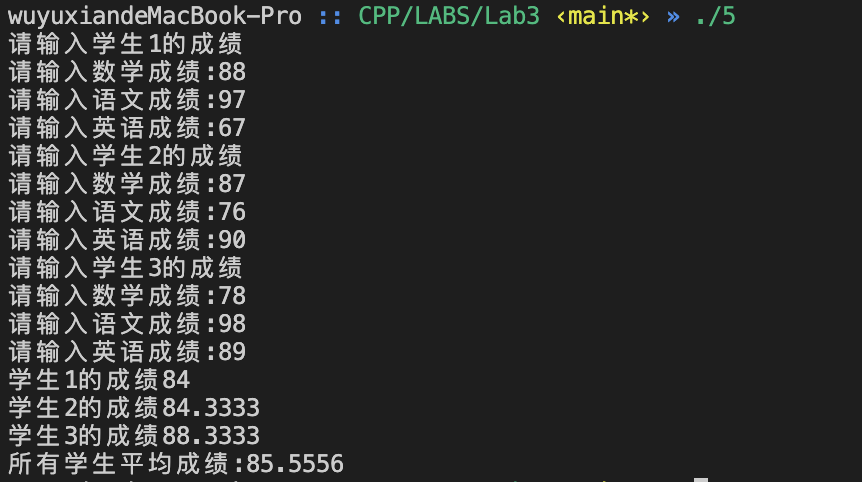 wuyuxiandeMacBook-Pro :: CPP/LABS/Lab3 ‹main*› » ./5
请输入学生1的成绩
请输入数学成绩:88
请输入语文成绩:97
请输入英语成绩:67
请输入学生2的成绩
请输入数学成绩:87
请输入语文成绩:76
请输入英语成绩:90
请输入学生3的成绩
请输入数学成绩:78
请输入语文成绩:98
请输入英语成绩:89
学生1的成绩84
学生2的成绩84.3333
学生3的成绩88.3333
所有学生平均成绩:85.5556